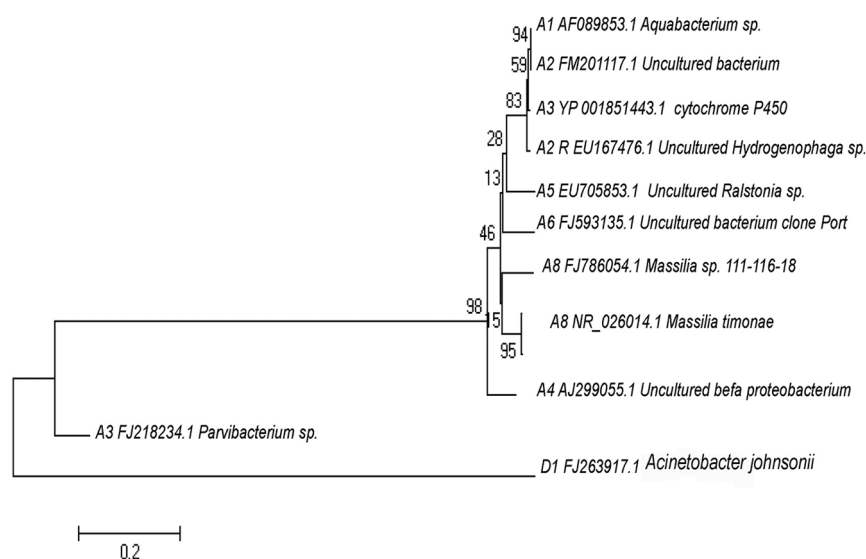 A1 AF089853.1 Aquabacterium sp.
94
A2 FM201117.1 Uncultured bacterium
59
83
A3 YP 001851443.1 cytochrome P450
28
A2 R EU167476.1 Uncultured Hydrogenophaga sp.
13
A5 EU705853.1 Uncultured Ralstonia sp.
A6 FJ593135.1 Uncultured bacterium clone Port
46
A8 FJ786054.1 Massilia sp. 111-116-18
98
15
A8 NR_026014.1 Massilia timonae
95
A4 AJ299055.1 Uncultured befa proteobacterium
A3 FJ218234.1 Parvibacterium sp.
D1 FJ263917.1 Acinetobacter johnsonii
0.2